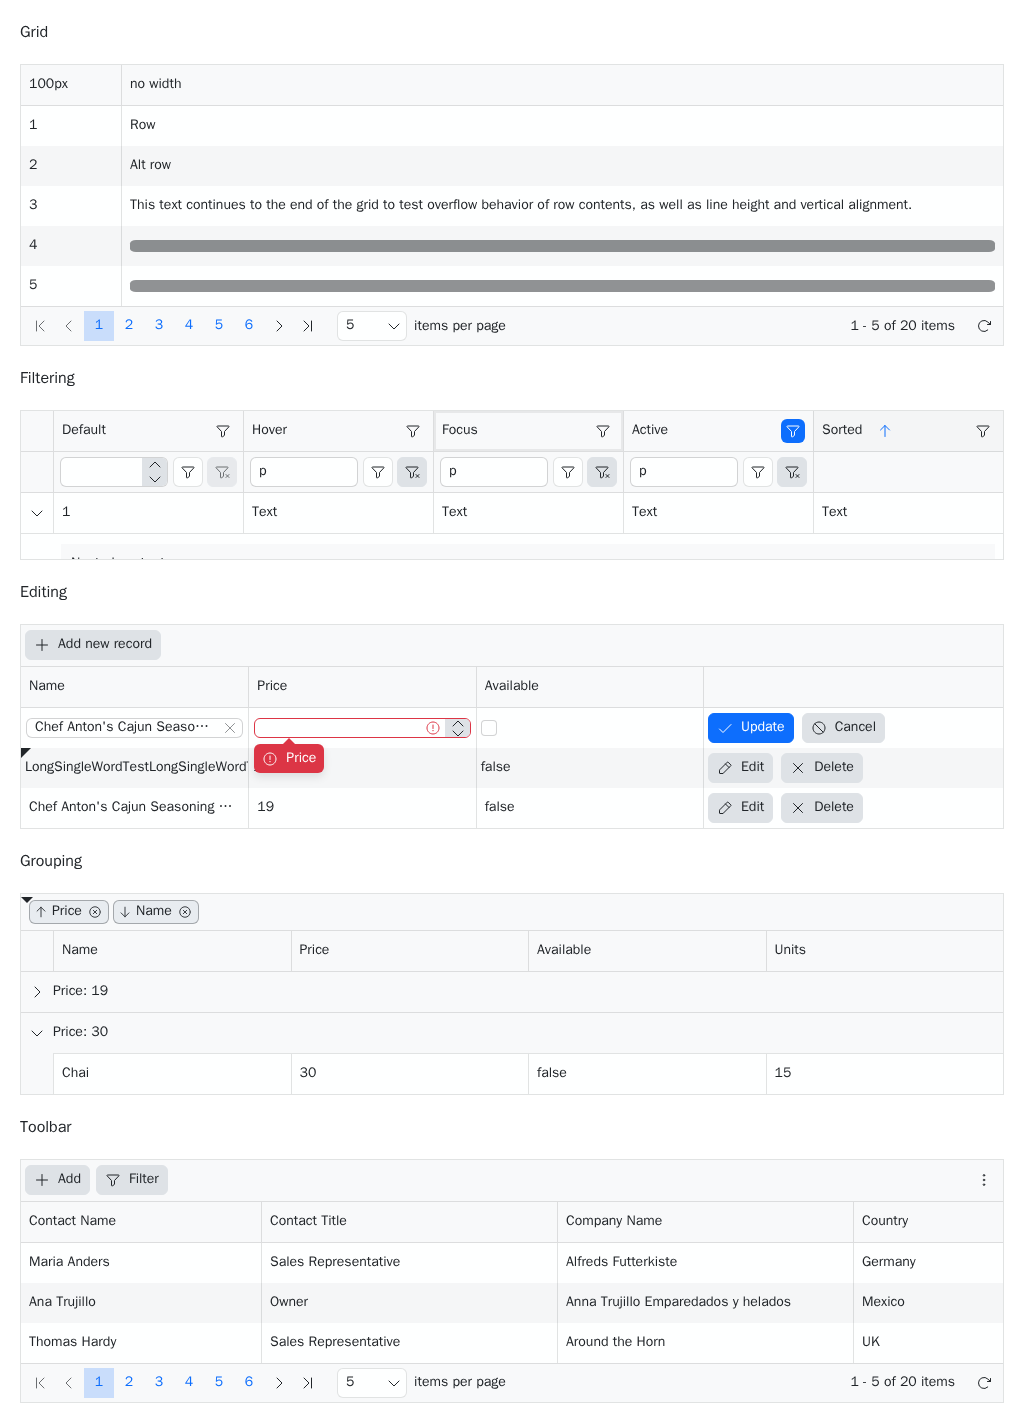 Grid
100px no width
1 Row
2 Alt row
3 This text continues to the end of the grid to test overflow behavior of row contents, as well as line height and vertical alignment.
4
5
1 2 3 4 5 6 5 items per page 1 - 5 of 20 items
Filtering
Default Hover Focus Active Sorted
p p p
1 Text Text Text Text
Editing
Add new record
Name Price Available
Chef Anton's Cajun Seaso··· Update Cancel
Price
LongSingleWordTestLongSingleWord false Edit Delete
Chef Anton's Cajun Seasoning ··· 19 false Edit Delete
Grouping
Price Name
Name Price Available Units
Price: 19
Price: 30
Chai 30 false 15
Toolbar
Add Filter
Contact Name Contact Title Company Name Country
Maria Anders Sales Representative Alfreds Futterkiste Germany
Ana Trujillo Owner Anna Trujillo Emparedados y helados Mexico
Thomas Hardy Sales Representative Around the Horn UK
1 2 3 4 5 6 5 items per page 1 - 5 of 20 items